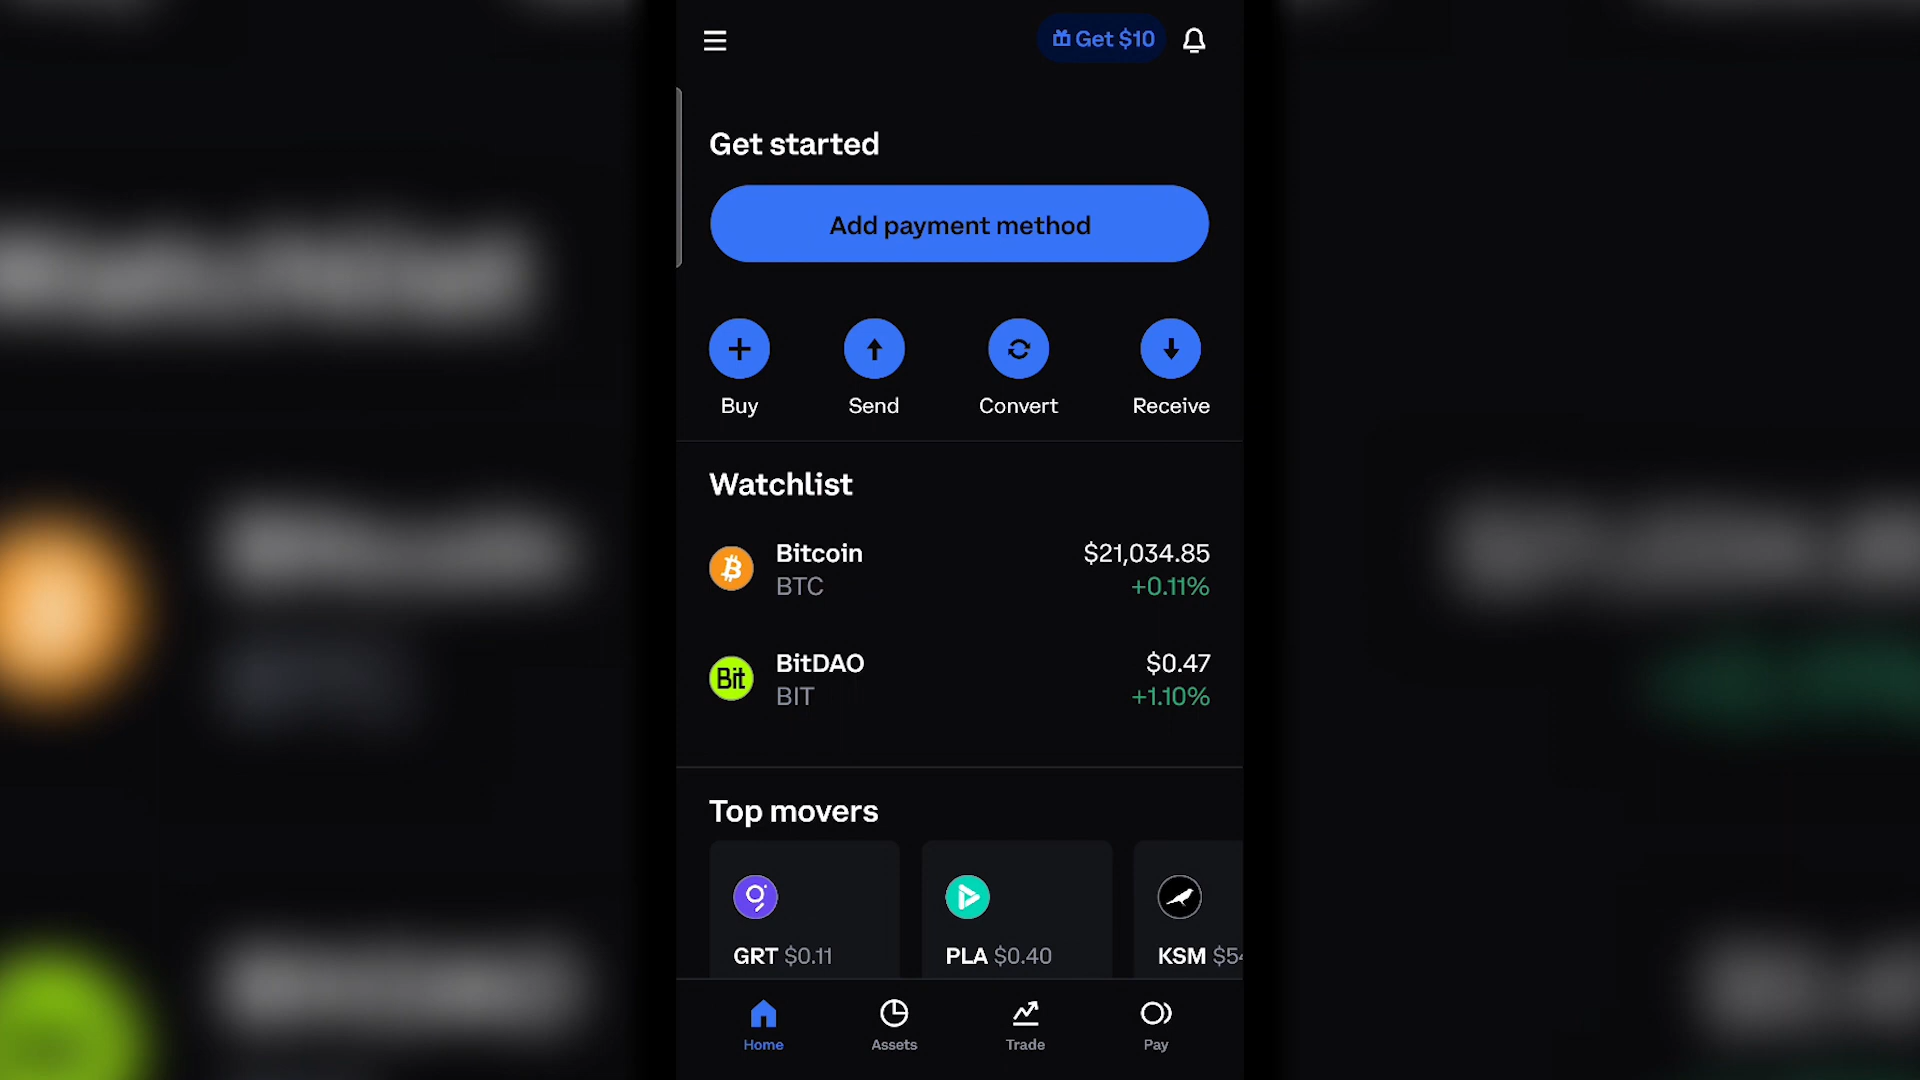 Get $10
Get started
Add payment method
Buy Send Convert Receive
Watchlist
Bitcoin $21,034.85
BTC +0.11%
Bit BitDAO $0.47
BIT +1.10%
Top movers
GRT $0.11 PLA $0.40 KSM
Home Assets Trade Pay